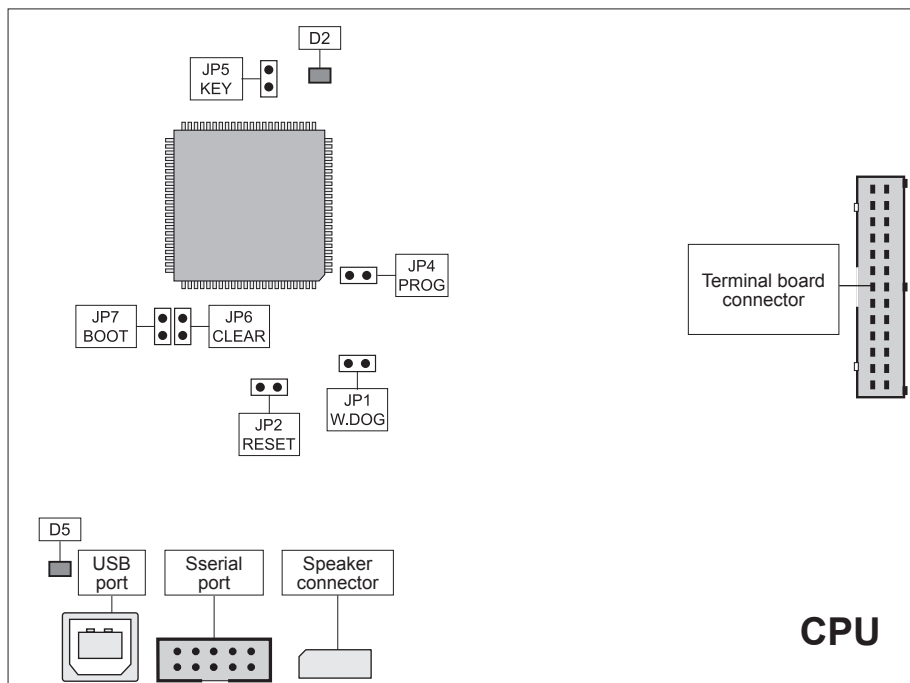 D2
JP5
KEY
JP4
PROG
Terminal board
connector
JP7
BOOT
JP6
CLEAR
JP1
W.DOG
JP2
RESET
D5
USB
port
Sserial
port
Speaker
connector
CPU